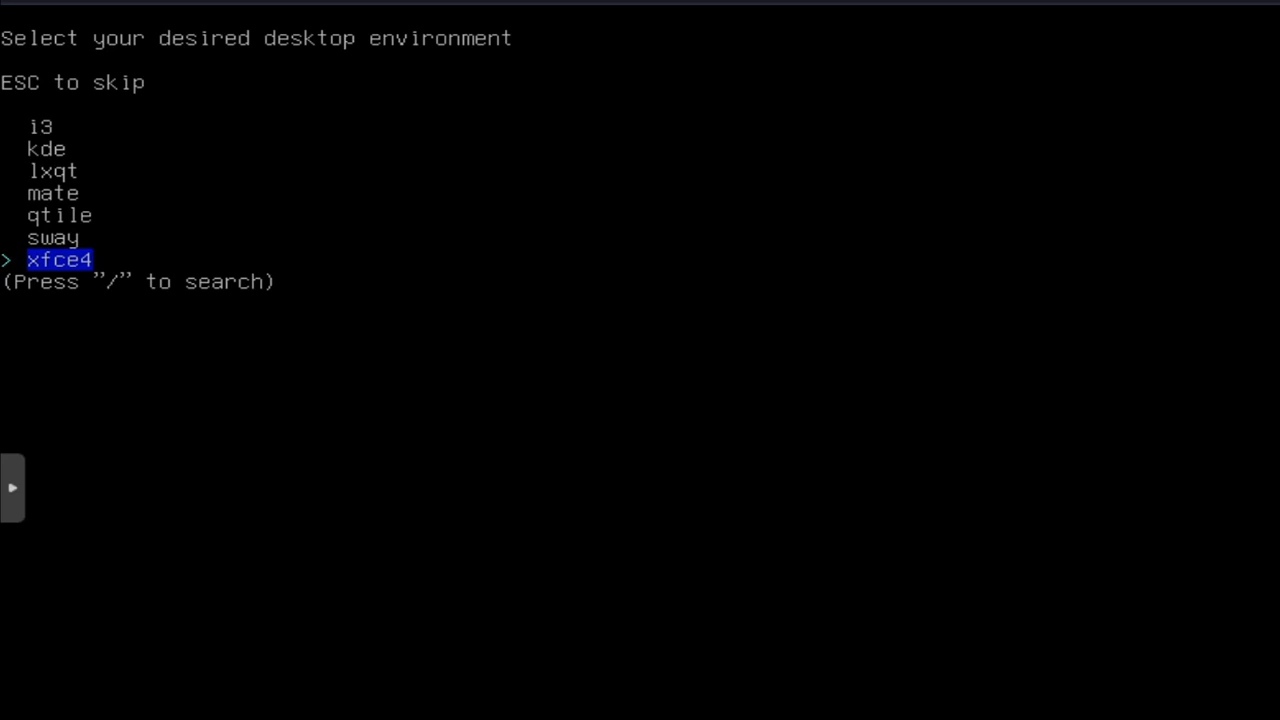 Select your desired desktop environment
ESC to skip
i3
kde
lxqt
mate
qtile
sway
> xfce4
(Press "/" to search)